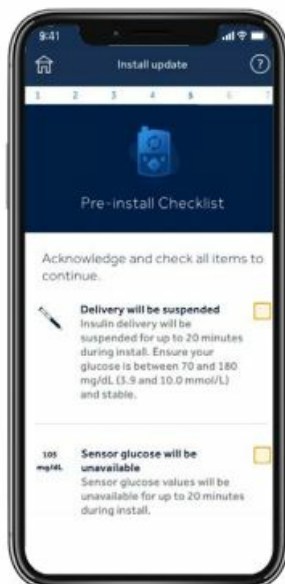 9:41
Install update
?
1 2 3 4 5 6 7
Pre-install Checklist
Acknowledge and check all items to
continue.
Delivery will be suspended
Insulin delivery will be
suspended for up to 20 minutes
during install. Ensure your
glucose is between 70 and 180
mg/dL (3.9 and 10.0 mmol/L)
and stable.
103
mg/dL
Sensor glucose will be
unavailable
Sensor glucose values will be
unavailable for up to 20 minutes
during install.